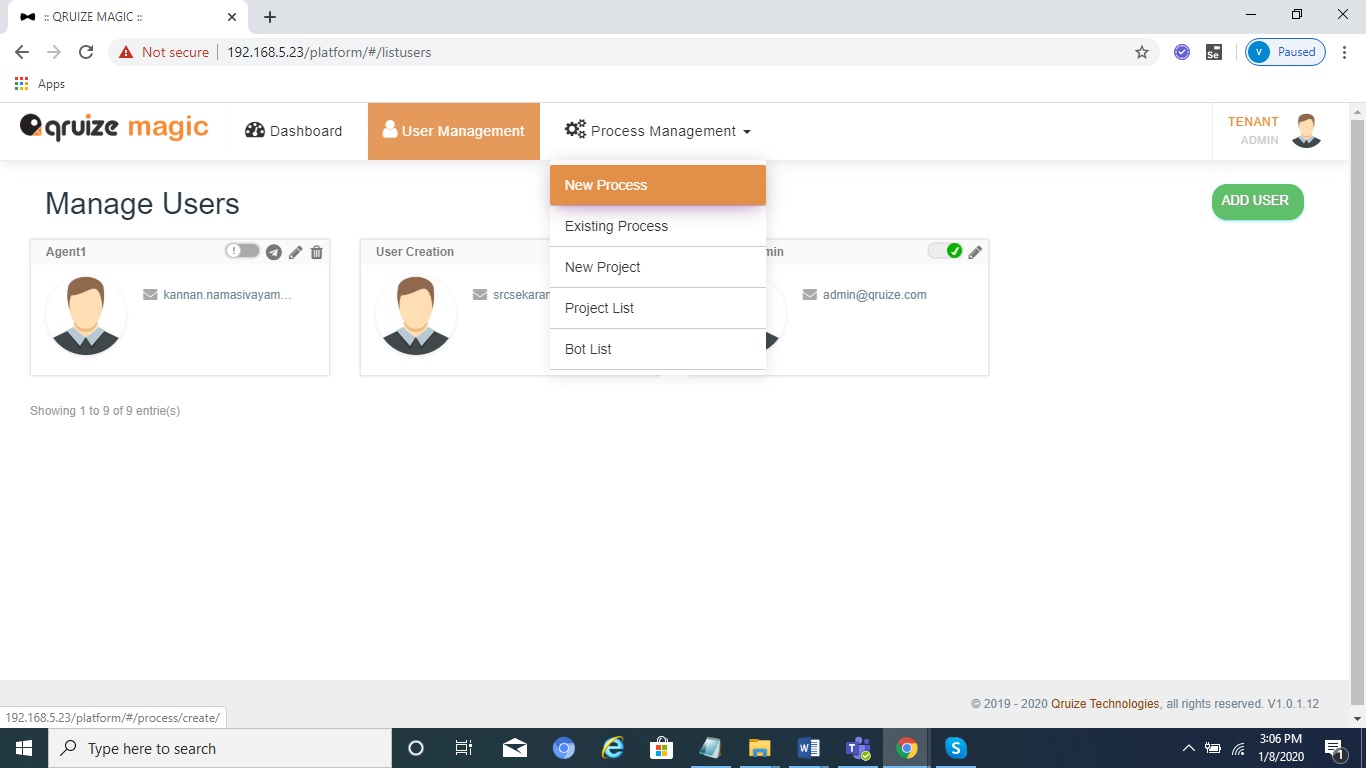 :: QRUIZE MAGIC ::
Not secure 192.168.5.23/platform/#/listusers
Se
V Paused
Apps
qruize magic
Dashboard
User Management
Process Management
TENANT
ADMIN
New Process
Existing Process
New Project
Project List
Bot List
Manage Users
ADD USER
Agent1
kannan.namasivayam...
User Creation
srcsekaran
min
admin@qruize.com
Showing 1 to 9 of 9 entrie(s)
© 2019 - 2020 Qruize Technologies, all rights reserved. V1.0.1.12
192.168.5.23/platform/#/process/create/
Type here to search
3:06 PM
1/8/2020
1